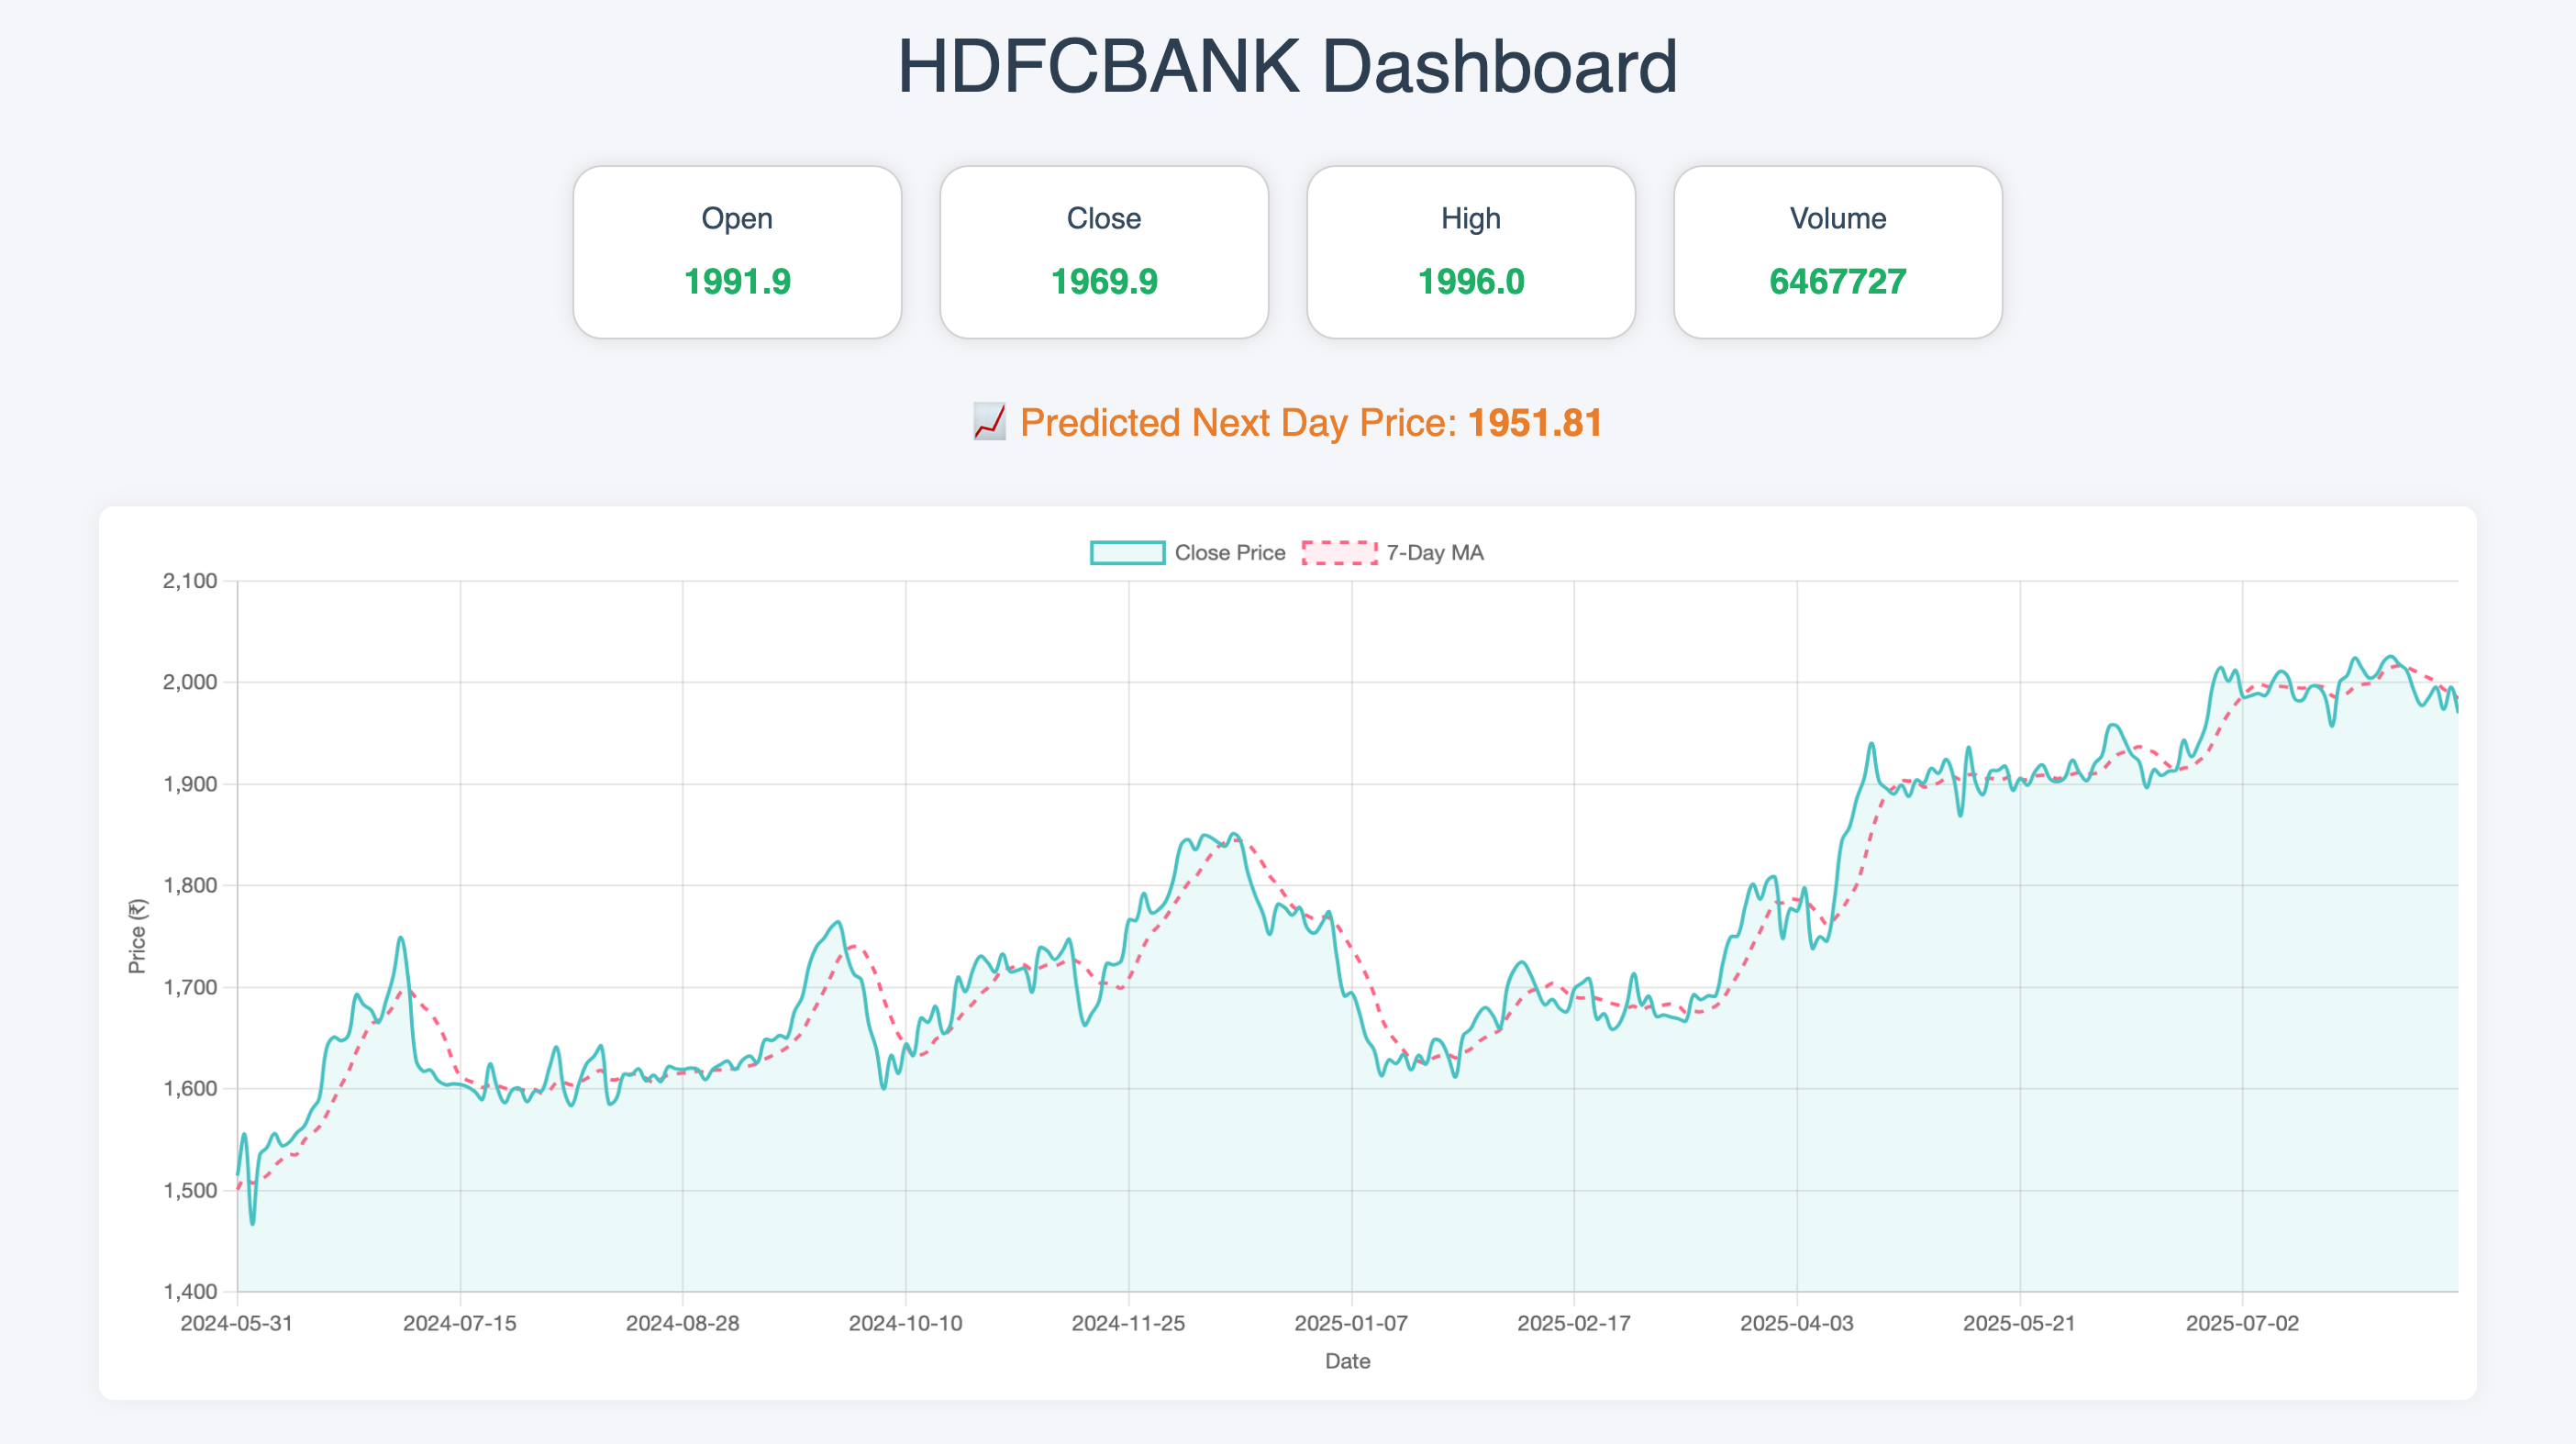 HDFCBANK Dashboard
Open
1991.9
Close
1969.9
High
1996.0
Volume
6467727
📈 Predicted Next Day Price: 1951.81
Close Price
7-Day MA
2,100
2,000
1,900
1,800
1,700
1,600
1,500
1,400
Price (₹)
2024-05-31
2024-07-15
2024-08-28
2024-10-10
2024-11-25
2025-01-07
2025-02-17
2025-04-03
2025-05-21
2025-07-02
Date